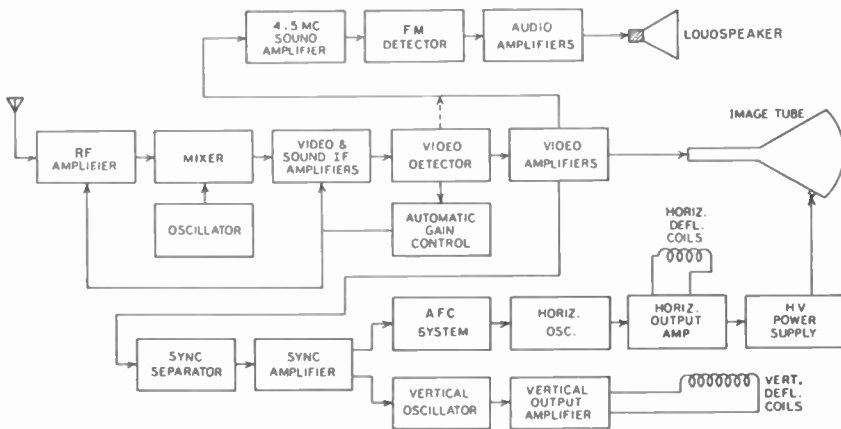 4.5 MC
SOUND
AMPLIFIER
FM
DETECTOR
AUDIO
AMPLIFIERS
LOUDSPEAKER
IMAGE TUBE
RF
AMPLIFIER
MIXER
VIDEO &
SOUND IF
AMPLIFIERS
VIDEO
DETECTOR
VIDEO
AMPLIFIERS
OSCILLATOR
AUTOMATIC
GAIN
CONTROL
HORIZ.
DEFL.
COILS
AFC
SYSTEM
HORIZ.
OSC.
HORIZ.
OUTPUT
AMP
HV
POWER
SUPPLY
SYNC
SEPARATOR
SYNC
AMPLIFIER
VERTICAL
OSCILLATOR
VERTICAL
OUTPUT
AMPLIFIER
VERT.
DEFL.
COILS